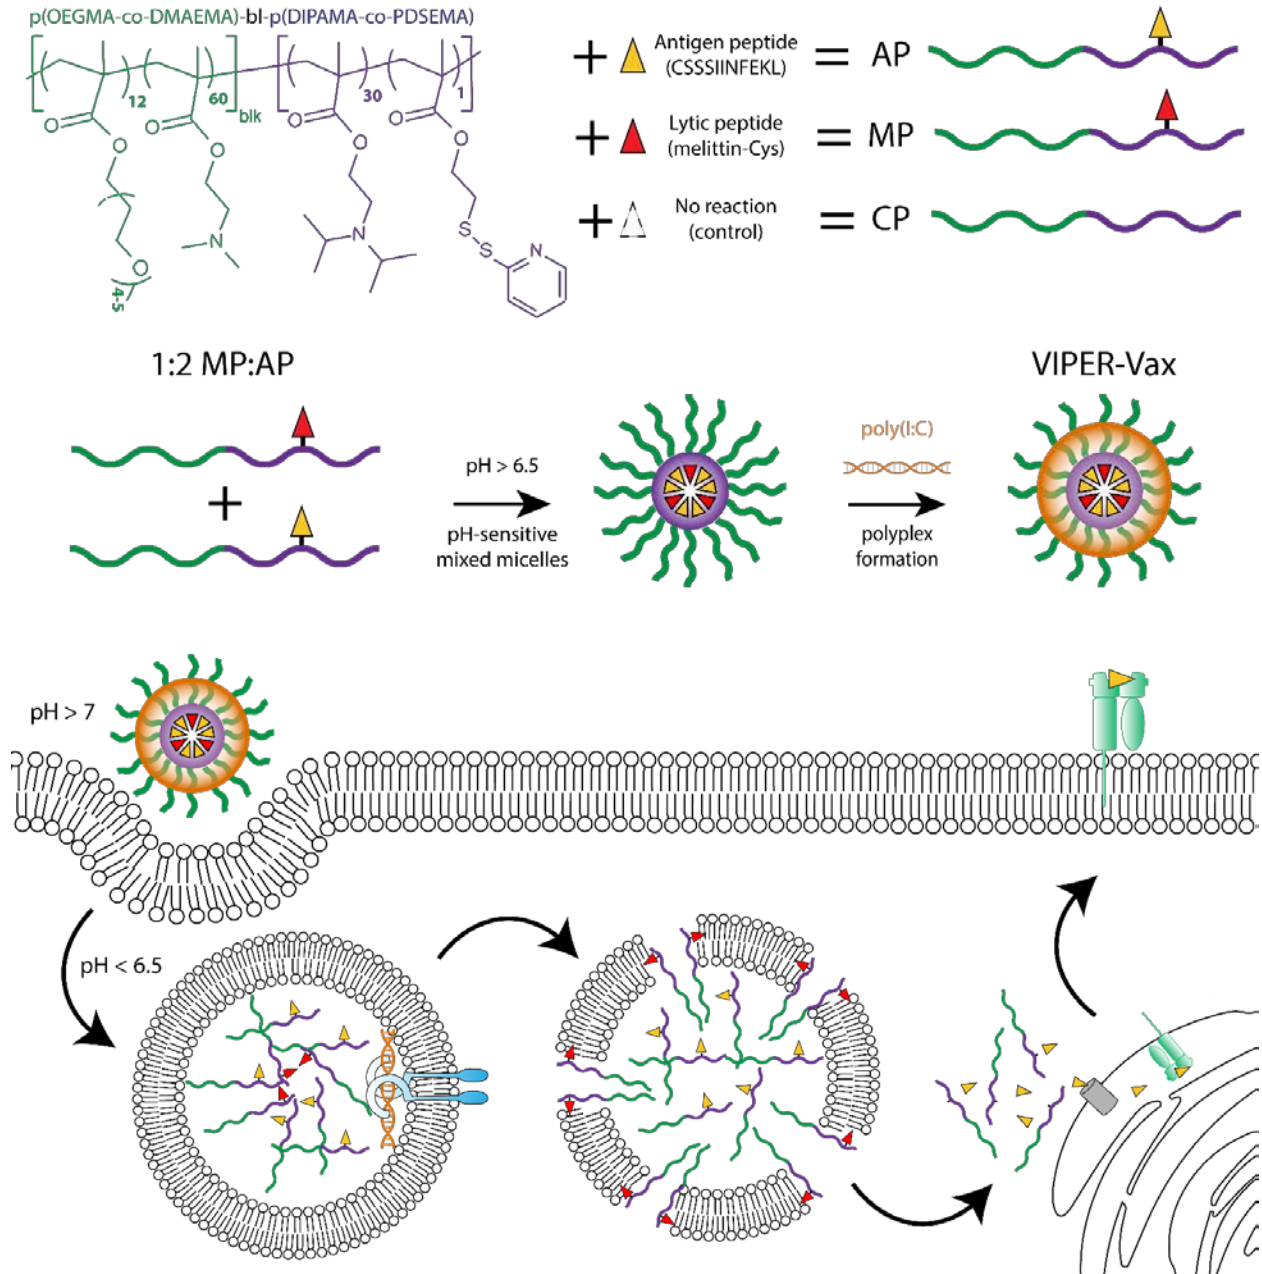 p(OEGMA-co-DMAEMA)-bl-p(DIPAMA-co-PDSEMA)
12
60
blk
30
1
O
O
O
O
O
O
O
O
O
4-5
N
N
S
S
N
+ Antigen peptide = AP
(CSSSIINFEKL)
+ Lytic peptide = MP
(melittin-Cys)
+ No reaction = CP
(control)
1:2 MP:AP
VIPER-Vax
+
pH > 6.5
pH-sensitive
mixed micelles
poly(I:C)
polyplex
formation
pH > 7
pH < 6.5